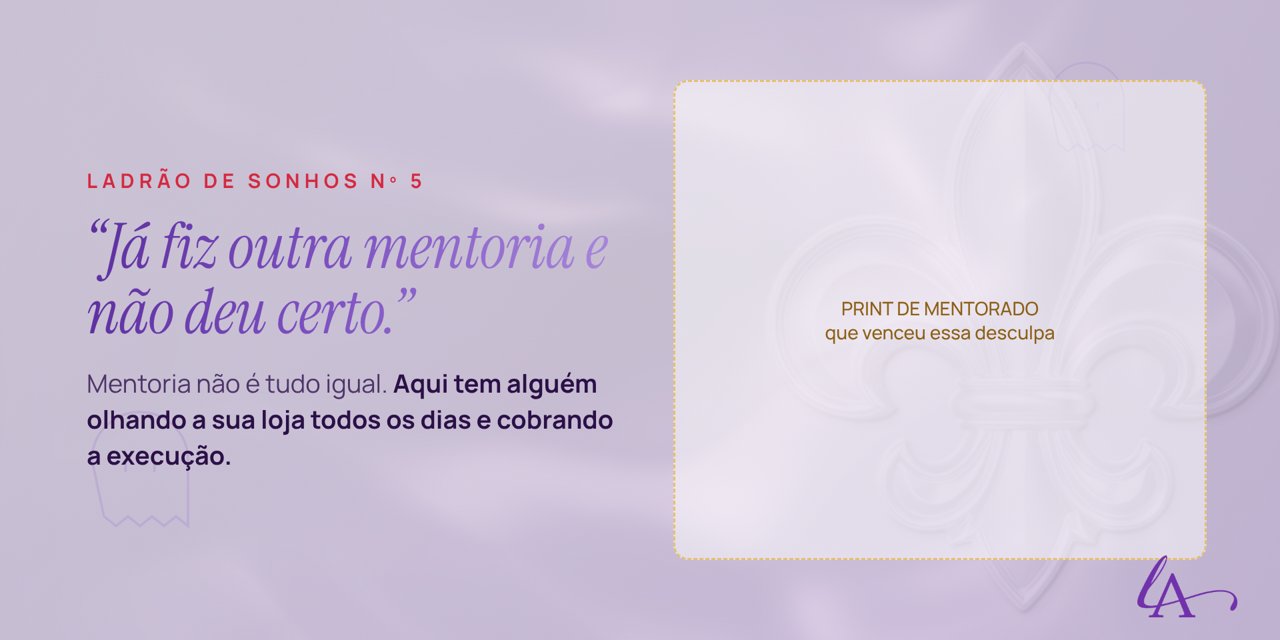 LADRÃO DE SONHOS Nº 5
“Já fiz outra mentoria e
não deu certo.”
Mentoria não é tudo igual. Aqui tem alguém
olhando a sua loja todos os dias e cobrando
a execução.
PRINT DE MENTORADO
que venceu essa desculpa
lA